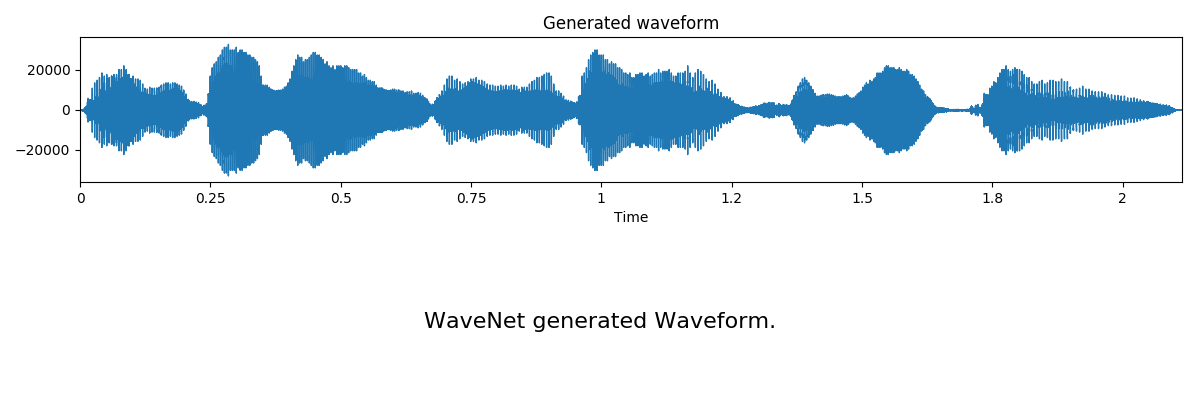 Generated waveform
20000
0
−20000
0 0.25 0.5 0.75 1 1.2 1.5 1.8 2
Time
WaveNet generated Waveform.